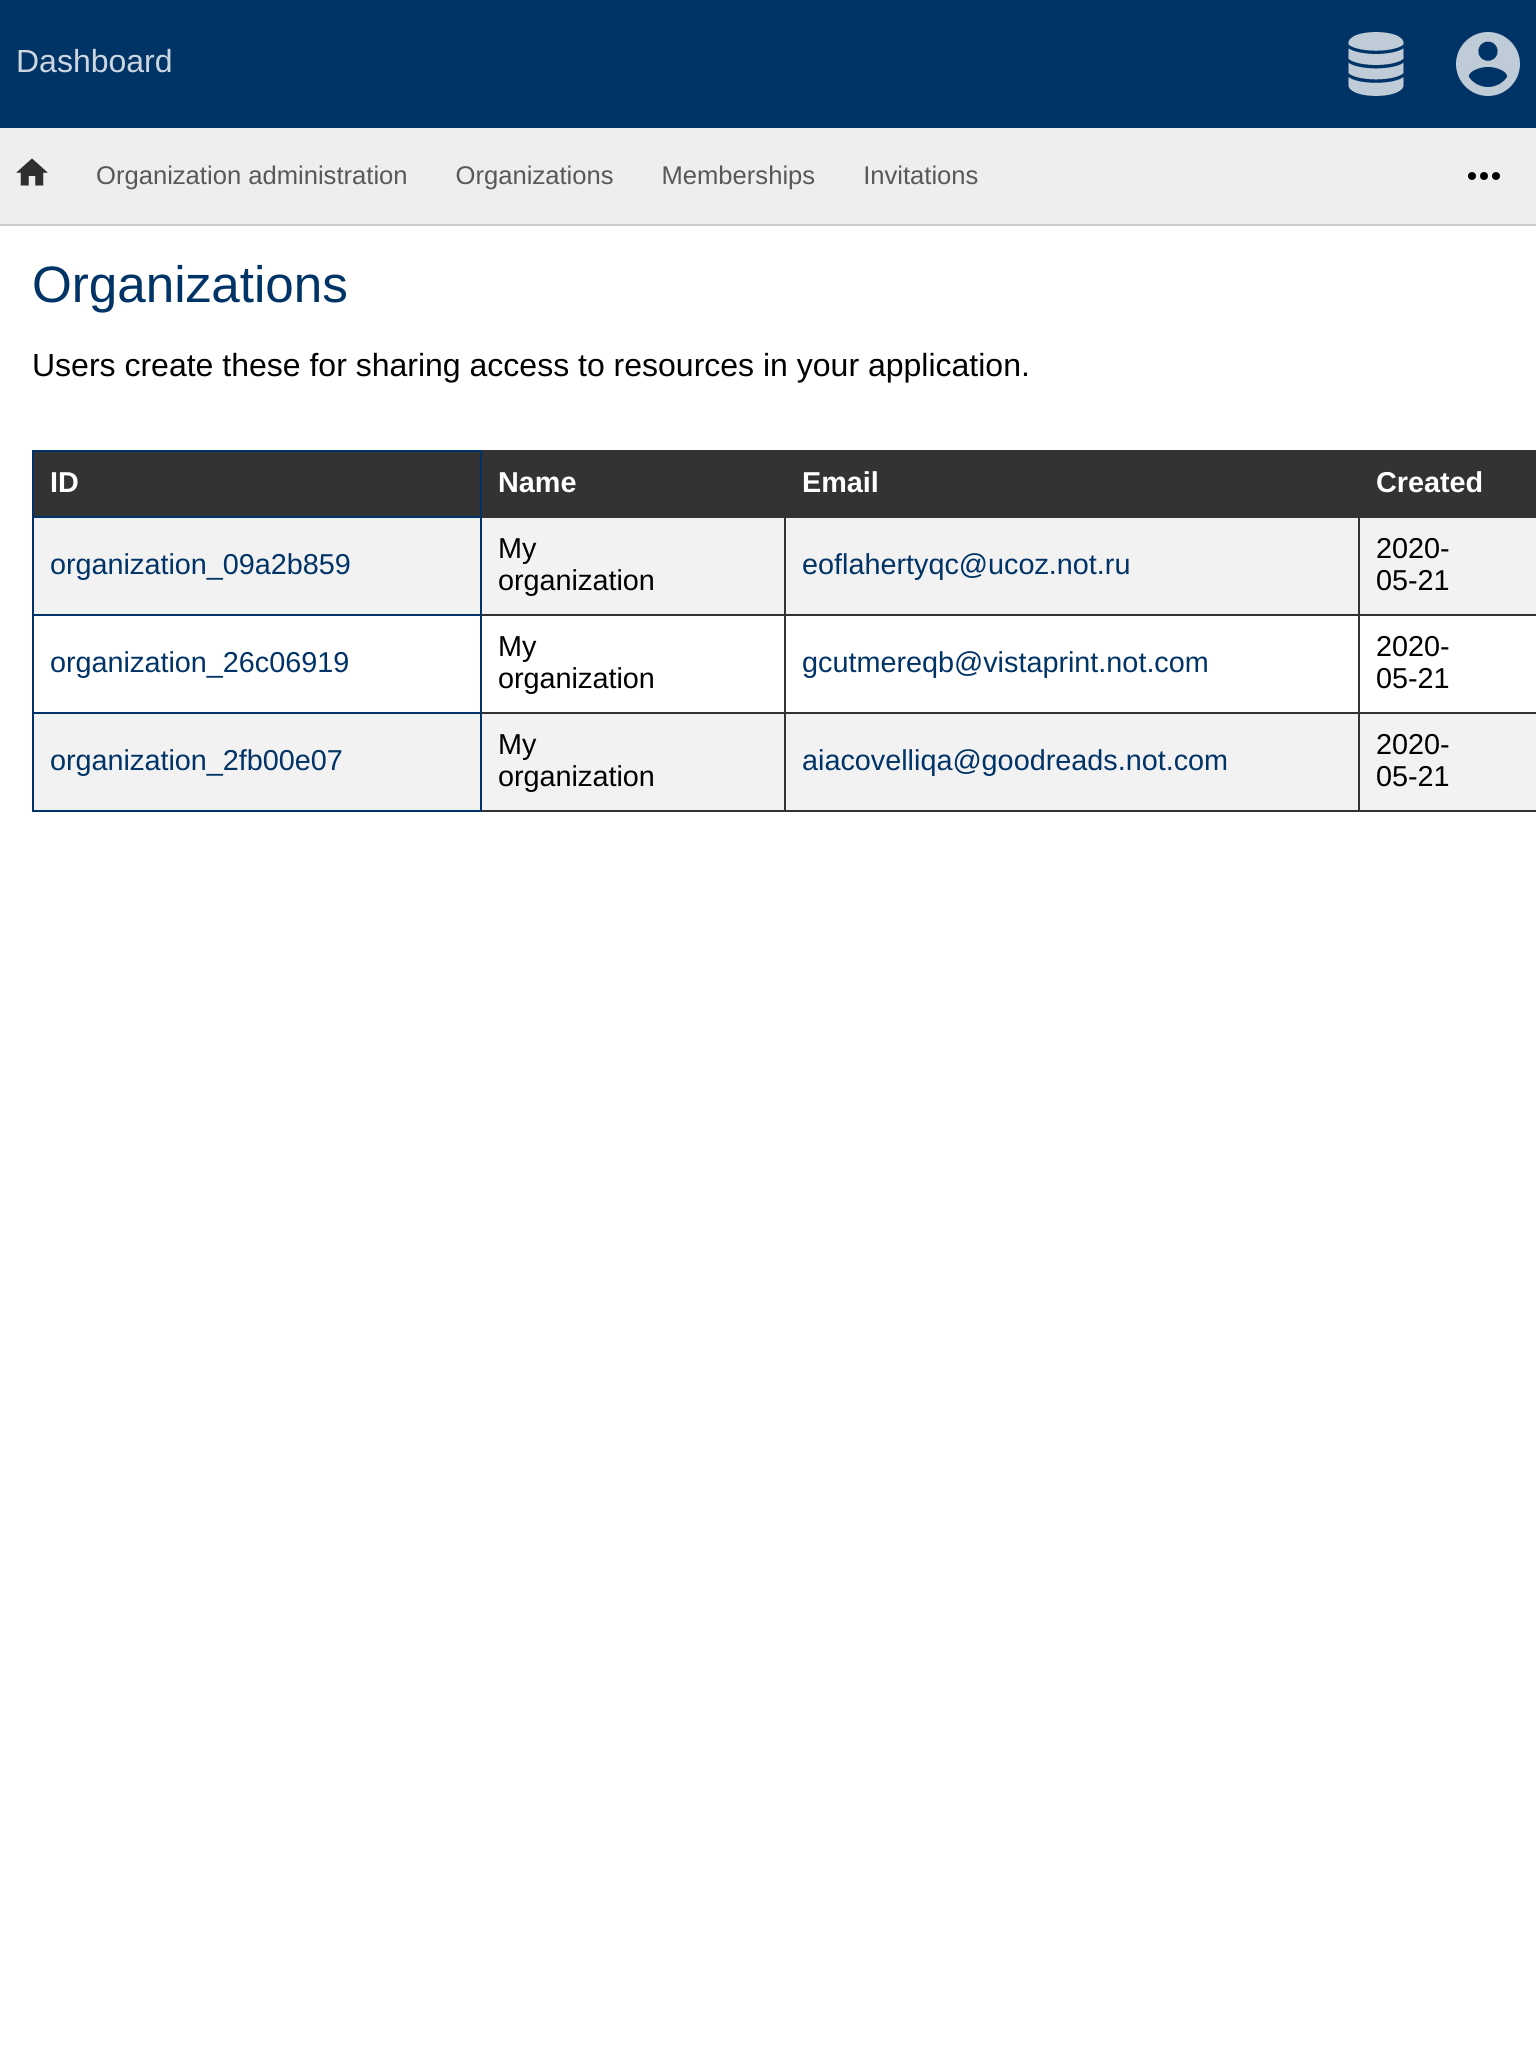 Dashboard
Organization administration Organizations Memberships Invitations
Organizations
Users create these for sharing access to resources in your application.
ID Name Email Created
organization_09a2b859 My organization eoflahertyqc@ucoz.not.ru 2020-05-21
organization_26c06919 My organization gcutmereqb@vistaprint.not.com 2020-05-21
organization_2fb00e07 My organization aiacovelliqa@goodreads.not.com 2020-05-21